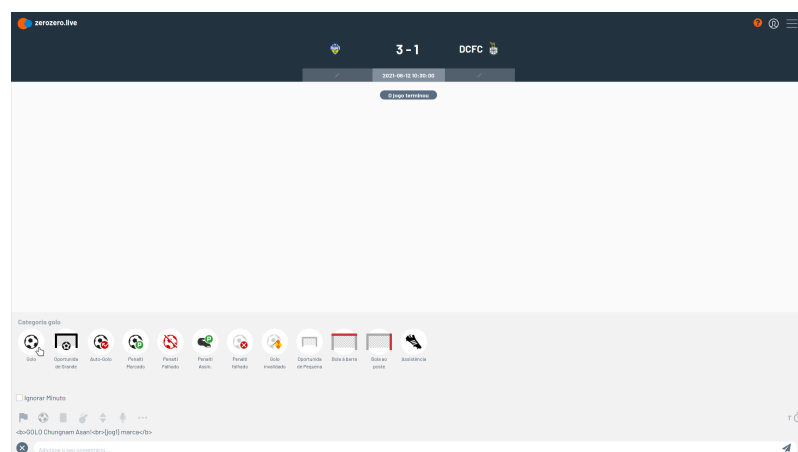 zerozero.live
?
3 - 1 DCFC
2021-06-12 10:30:00
O jogo terminou
Categoria golo
Golo
Oportunida de Grande
Auto-Golo
Penalti Marcado
Penalti Falhado
Penalti Assin.
Penalti falhado
Golo Invalidado
Oportunida de Pequena
Bola à barra
Bola ao poste
Assistência
Ignorar Minuto
1'
<b>GOLO Chungnam Asan!<br>{jog1} marca</b>
Adicione o seu comentário...